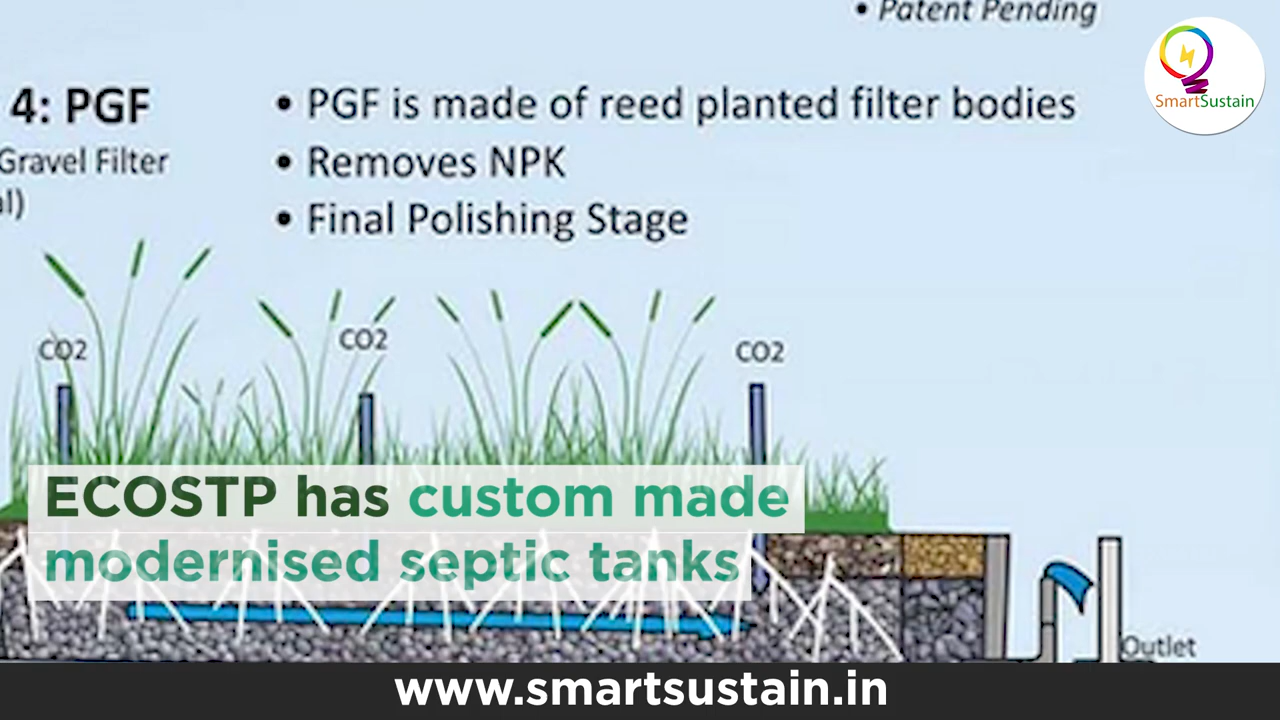 • Patent Pending
SmartSustain
4: PGF
• PGF is made of reed planted filter bodies
Gravel Filter
• Removes NPK
al)
• Final Polishing Stage
CO2
CO2
CO2
ECOSTP has custom made
modernised septic tanks
Outlet
www.smartsustain.in